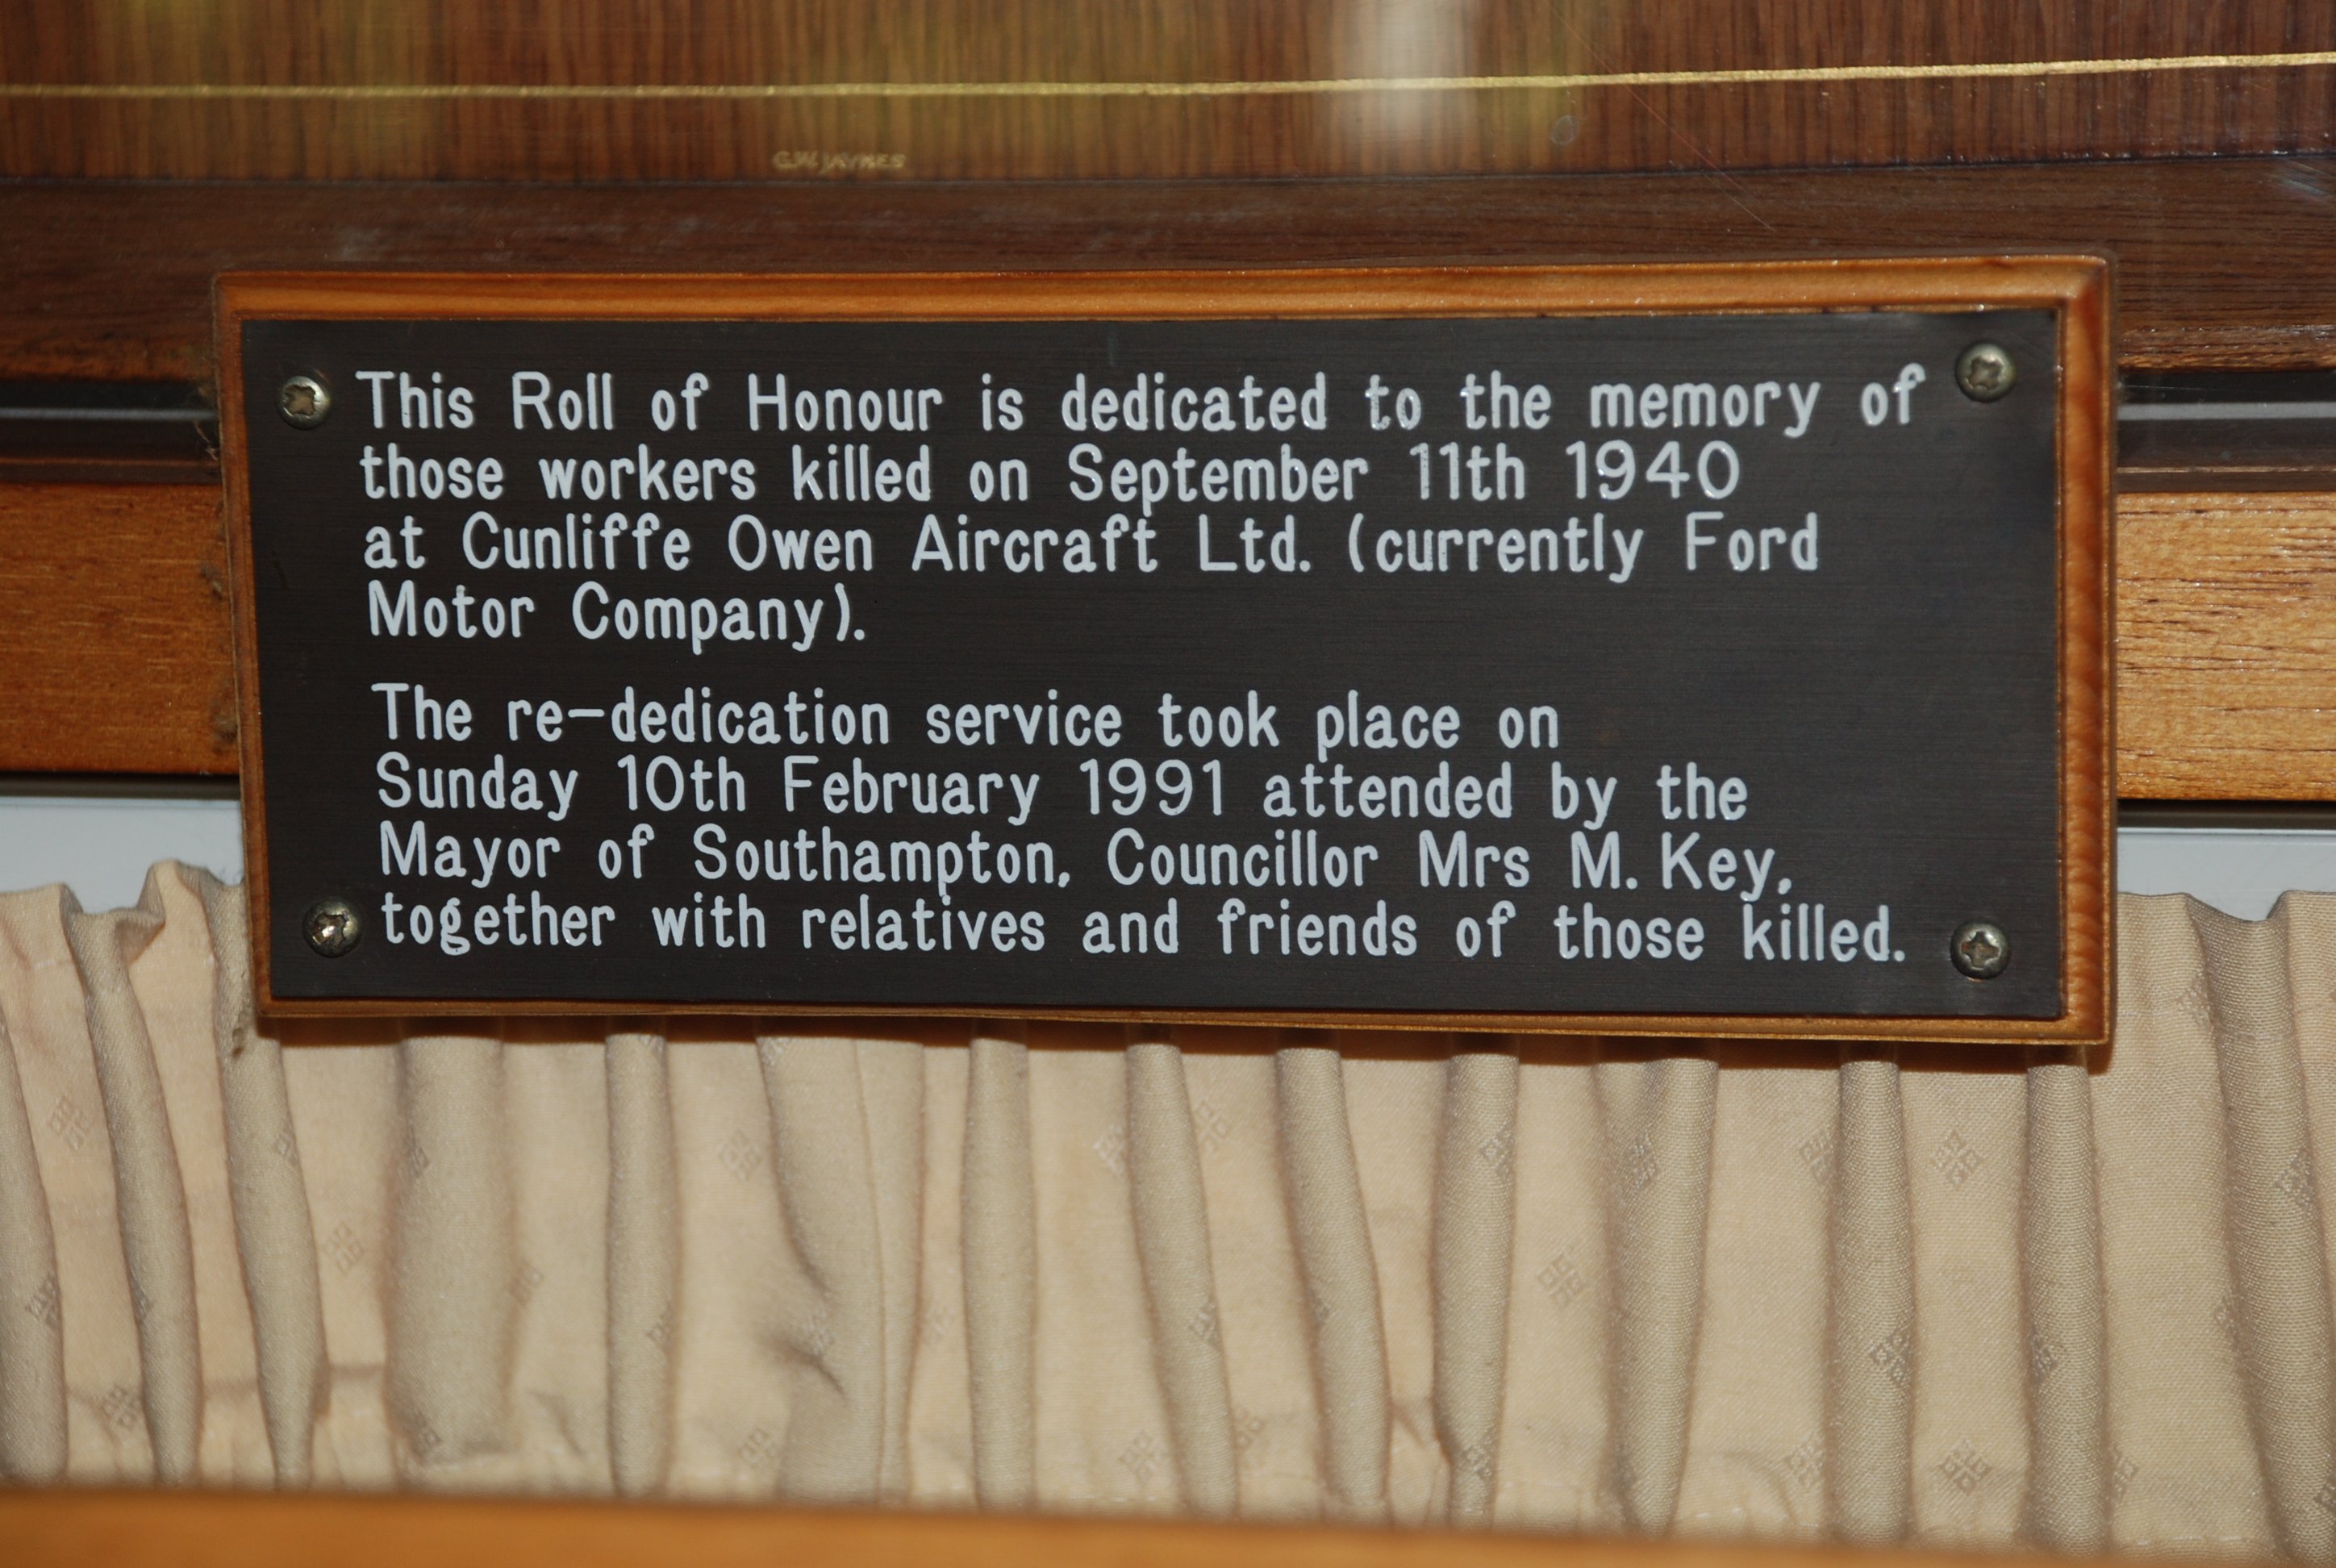 G.W. JAYNES
This Roll of Honour is dedicated to the memory of
those workers killed on September 11th 1940
at Cunliffe Owen Aircraft Ltd. (currently Ford
Motor Company).
The re-dedication service took place on
Sunday 10th February 1991 attended by the
Mayor of Southampton, Councillor Mrs M. Key,
together with relatives and friends of those killed.